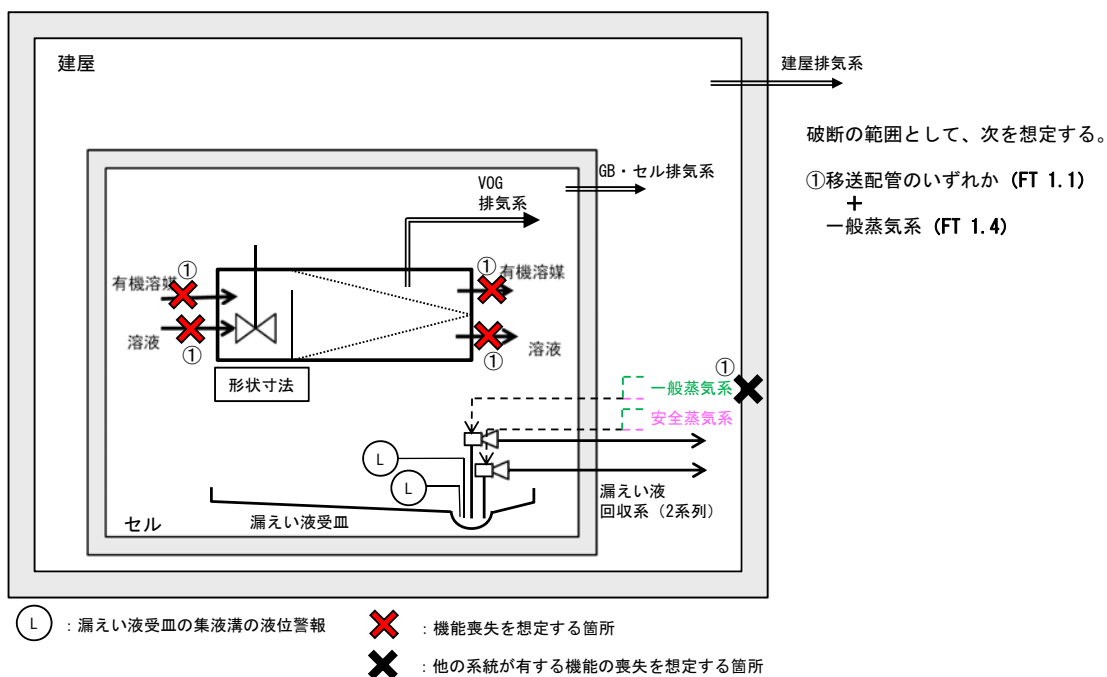 建屋
建屋排気系
破断の範囲として、次を想定する。
①移送配管のいずれか (FT 1.1)
＋
一般蒸気系 (FT 1.4)
GB・セル排気系
VOG
排気系
①
有機溶媒
①
有機溶媒
溶液
①
溶液
①
形状寸法
①
一般蒸気系
安全蒸気系
L
L
漏えい液
回収系（2系列）
セル
漏えい液受皿
L
：漏えい液受皿の集液溝の液位警報
：機能喪失を想定する箇所
：他の系統が有する機能の喪失を想定する箇所